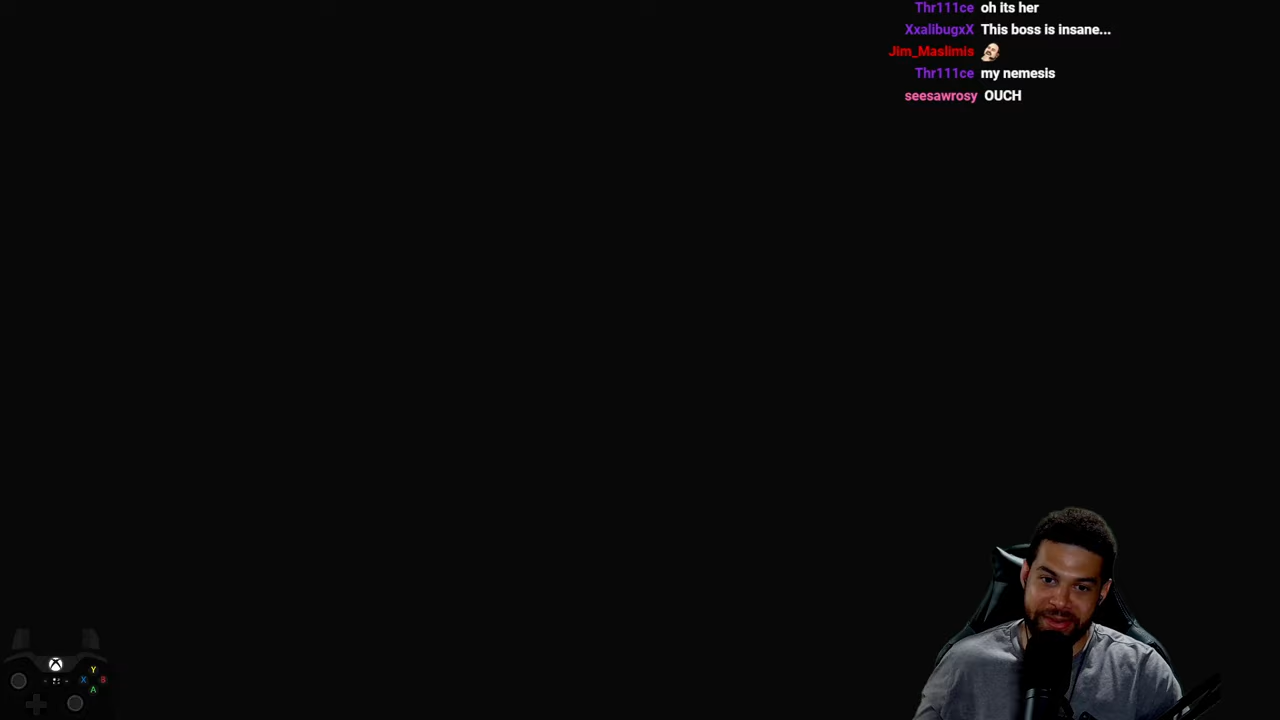 Thr111ce oh its her
XxalibugxX This boss is insane...
Jim_Maslimis
Thr111ce my nemesis
seesawrosy OUCH
Y
X B
A